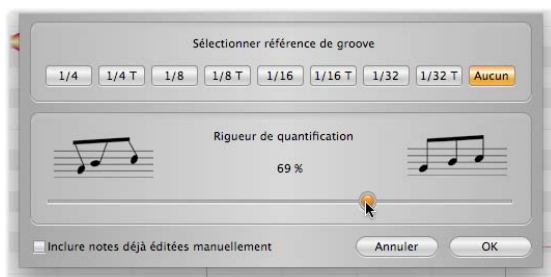 Sélectionner référence de groove
1/4 1/4 T 1/8 1/8 T 1/16 1/16 T 1/32 1/32 T Aucun
Rigueur de quantification
69 %
Inclure notes déjà éditées manuellement Annuler OK